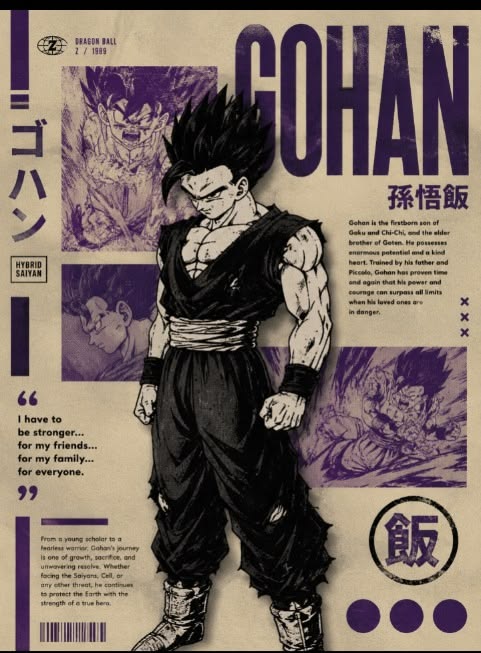 Z
DRAGON BALL
Z / 1989
GOHAN
孫悟飯
ゴハン
HYBRID
SAIYAN
Gohan is the firstborn son of
Goku and Chi-Chi, and the elder
brother of Goten. He possesses
enormous potential and a kind
heart. Trained by his father and
Piccolo, Gohan has proven time
and again that his power and
courage can surpass all limits
when his loved ones are
in danger.
“
I have to
be stronger...
for my friends...
for my family...
for everyone.
”
From a young scholar to a
fearless warrior, Gohan's journey
is one of growth, sacrifice, and
unwavering resolve. Whether
facing the Saiyans, Cell, or
any other threat, he continues
to protect the Earth with the
strength of a true hero.
飯